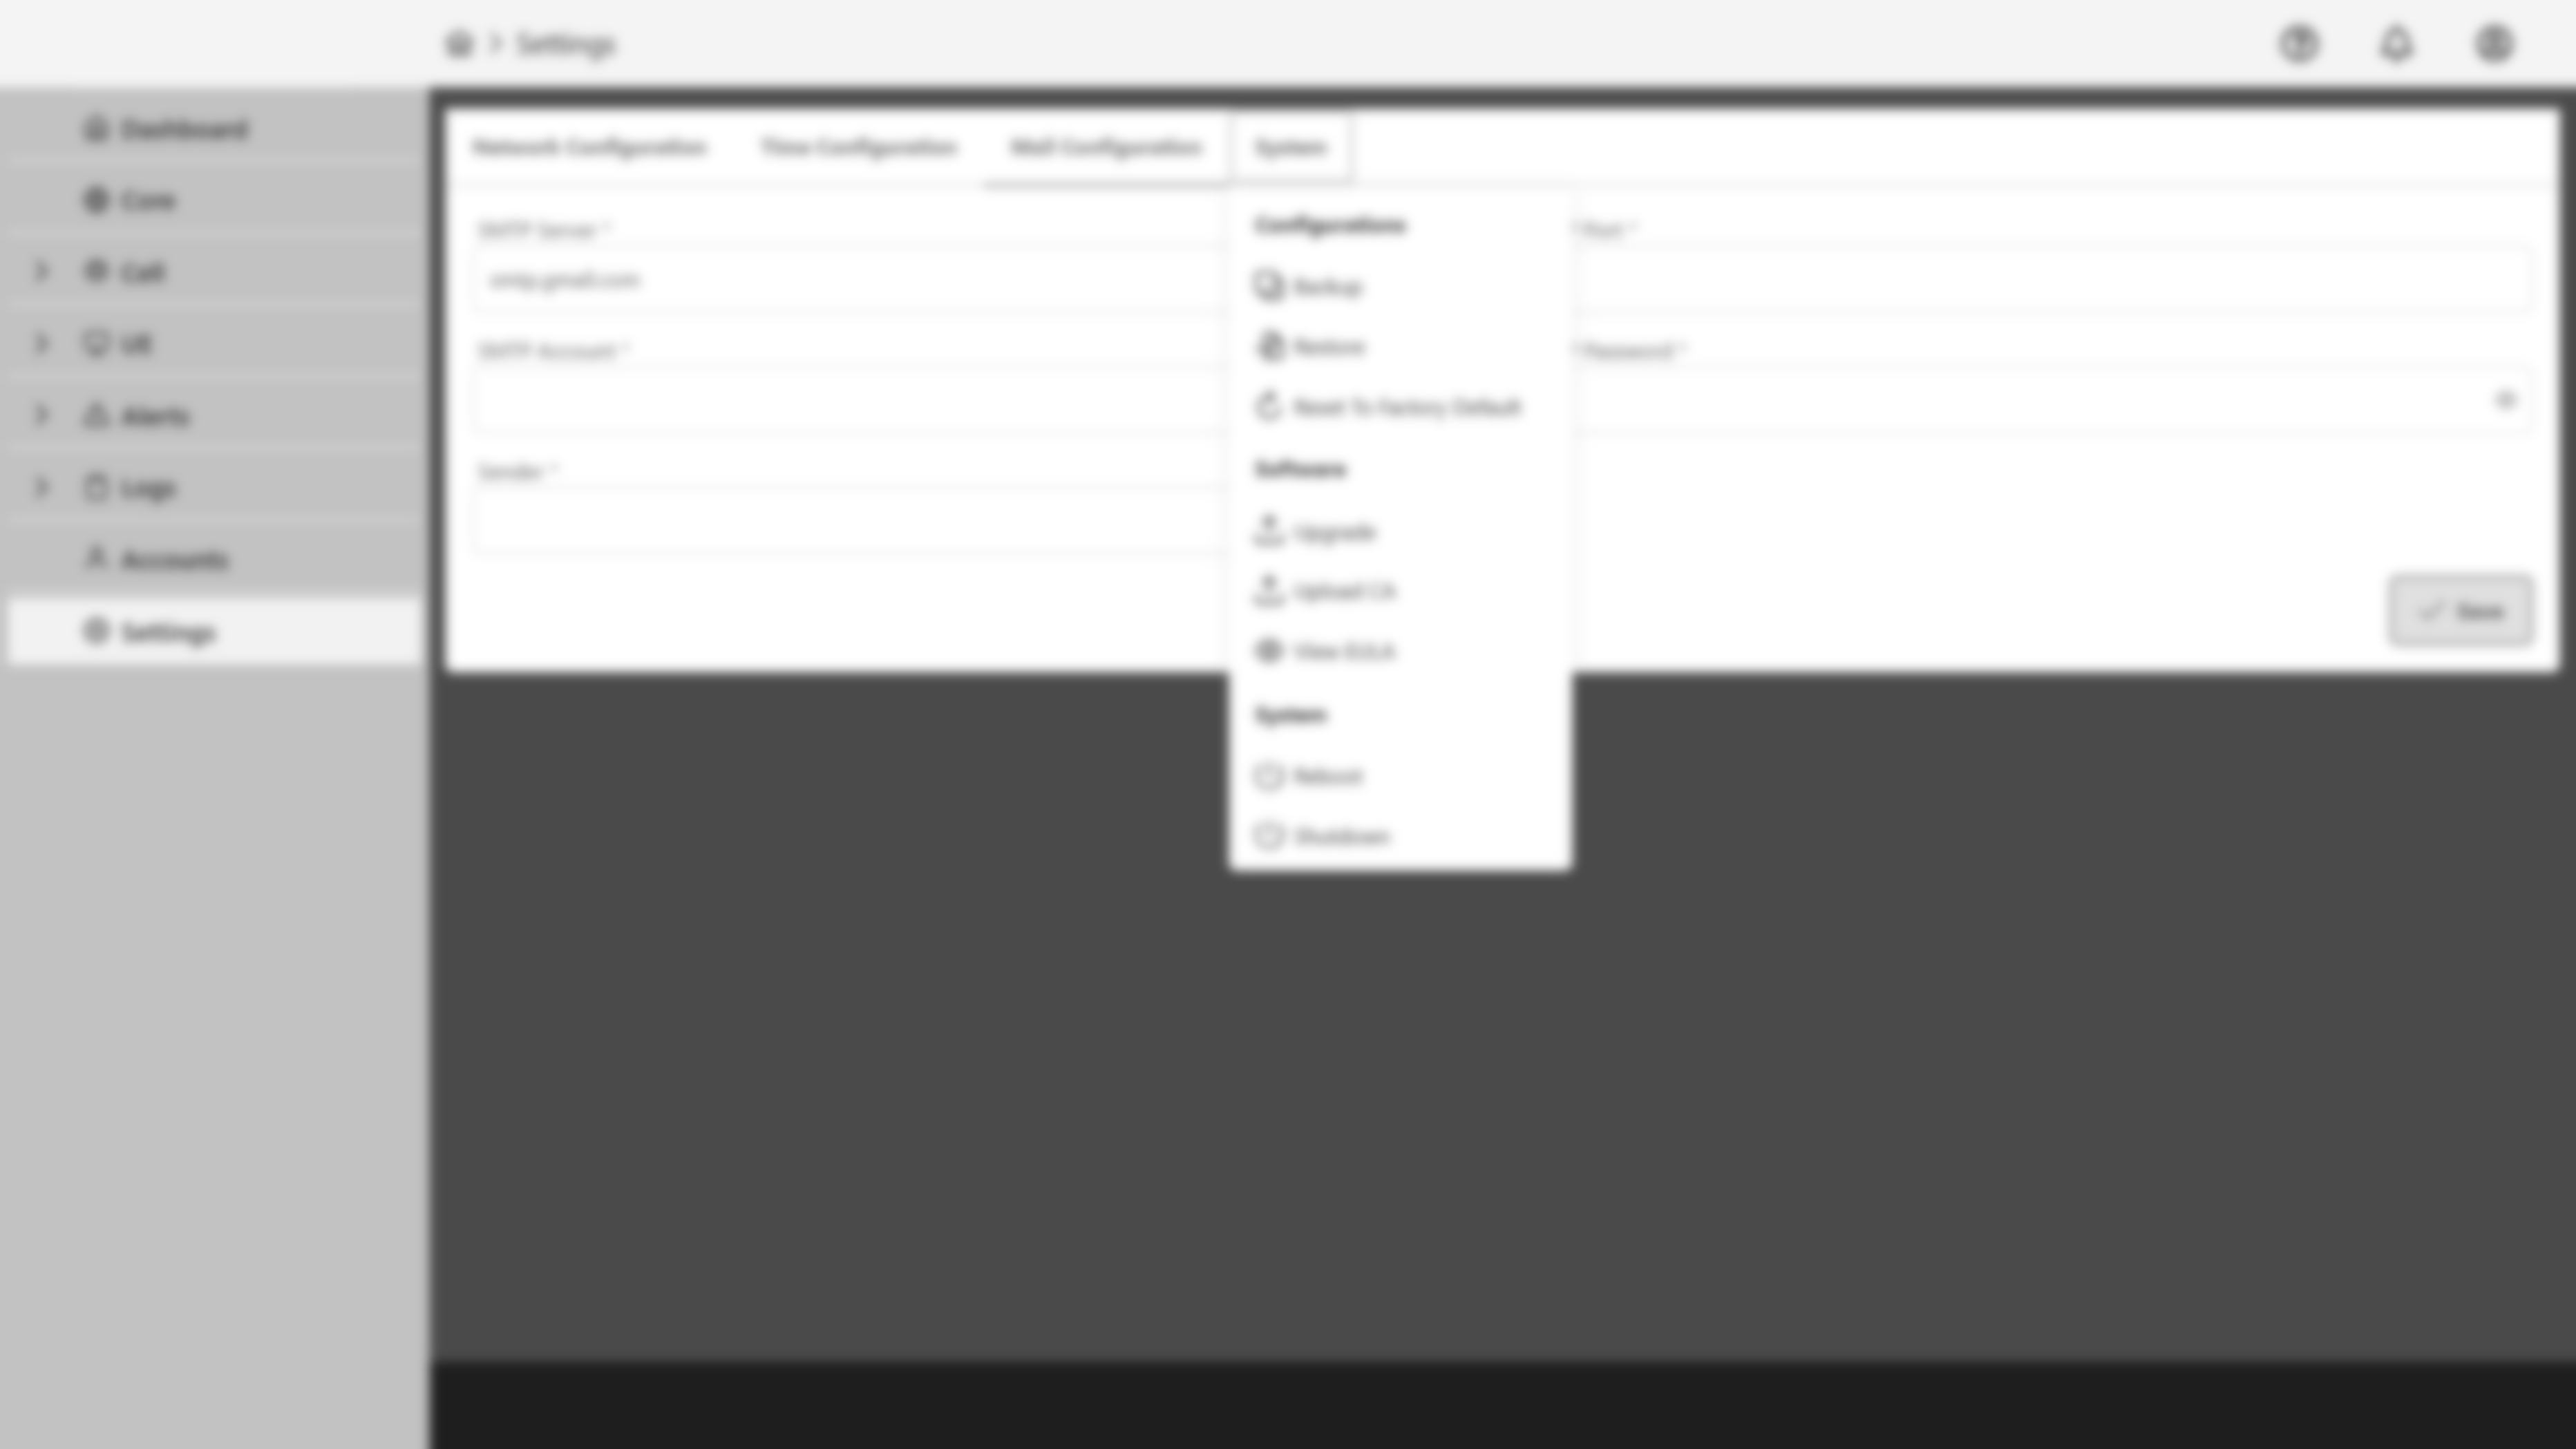 Settings
Dashboard
Core
Cell
UE
Alerts
Logs
Accounts
Settings
Network Configuration
Time Configuration
Mail Configuration
System
SMTP Server *
Port *
smtp.gmail.com
SMTP Account *
Password *
Sender *
Save
Configurations
Backup
Restore
Reset To Factory Default
Software
Upgrade
Upload CA
View EULA
System
Reboot
Shutdown